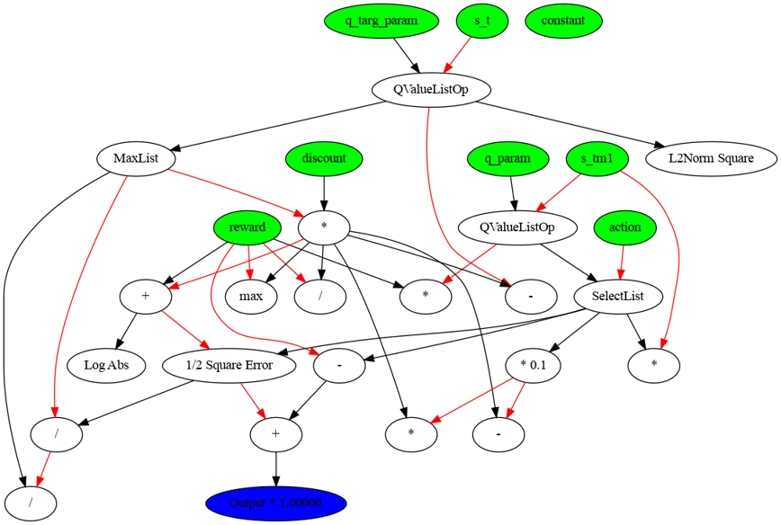 q_targ_param
s_t
constant
QValueListOp
MaxList
discount
q_param
s_tm1
L2Norm Square
reward
*
QValueListOp
action
+
max
/
*
-
SelectList
Log Abs
1/2 Square Error
-
* 0.1
*
/
+
*
-
/
Output * 1.00000